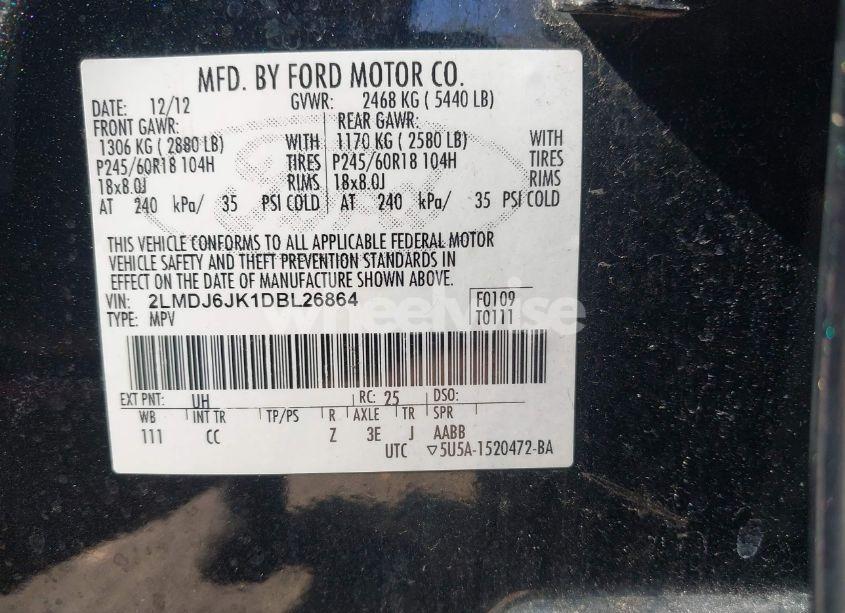 MFD. BY FORD MOTOR CO.
DATE: 12/12 GVWR: 2468 KG ( 5440 LB)
FRONT GAWR: REAR GAWR:
1306 KG ( 2880 LB) WITH 1170 KG ( 2580 LB) WITH
P245/60R18 104H TIRES P245/60R18 104H TIRES
18x8.0J RIMS 18x8.0J RIMS
AT 240 kPa/ 35 PSI COLD AT 240 kPa/ 35 PSI COLD
THIS VEHICLE CONFORMS TO ALL APPLICABLE FEDERAL MOTOR
VEHICLE SAFETY AND THEFT PREVENTION STANDARDS IN
EFFECT ON THE DATE OF MANUFACTURE SHOWN ABOVE.
VIN: 2LMDJ6JK1DBL26864 F0109
TYPE: MPV T0111
wheelwise
EXT PNT: UH RC: 25 DSO:
WB INT TR TP/PS R AXLE TR SPR
111 CC Z 3E J AABB
UTC ▽5U5A-1520472-BA